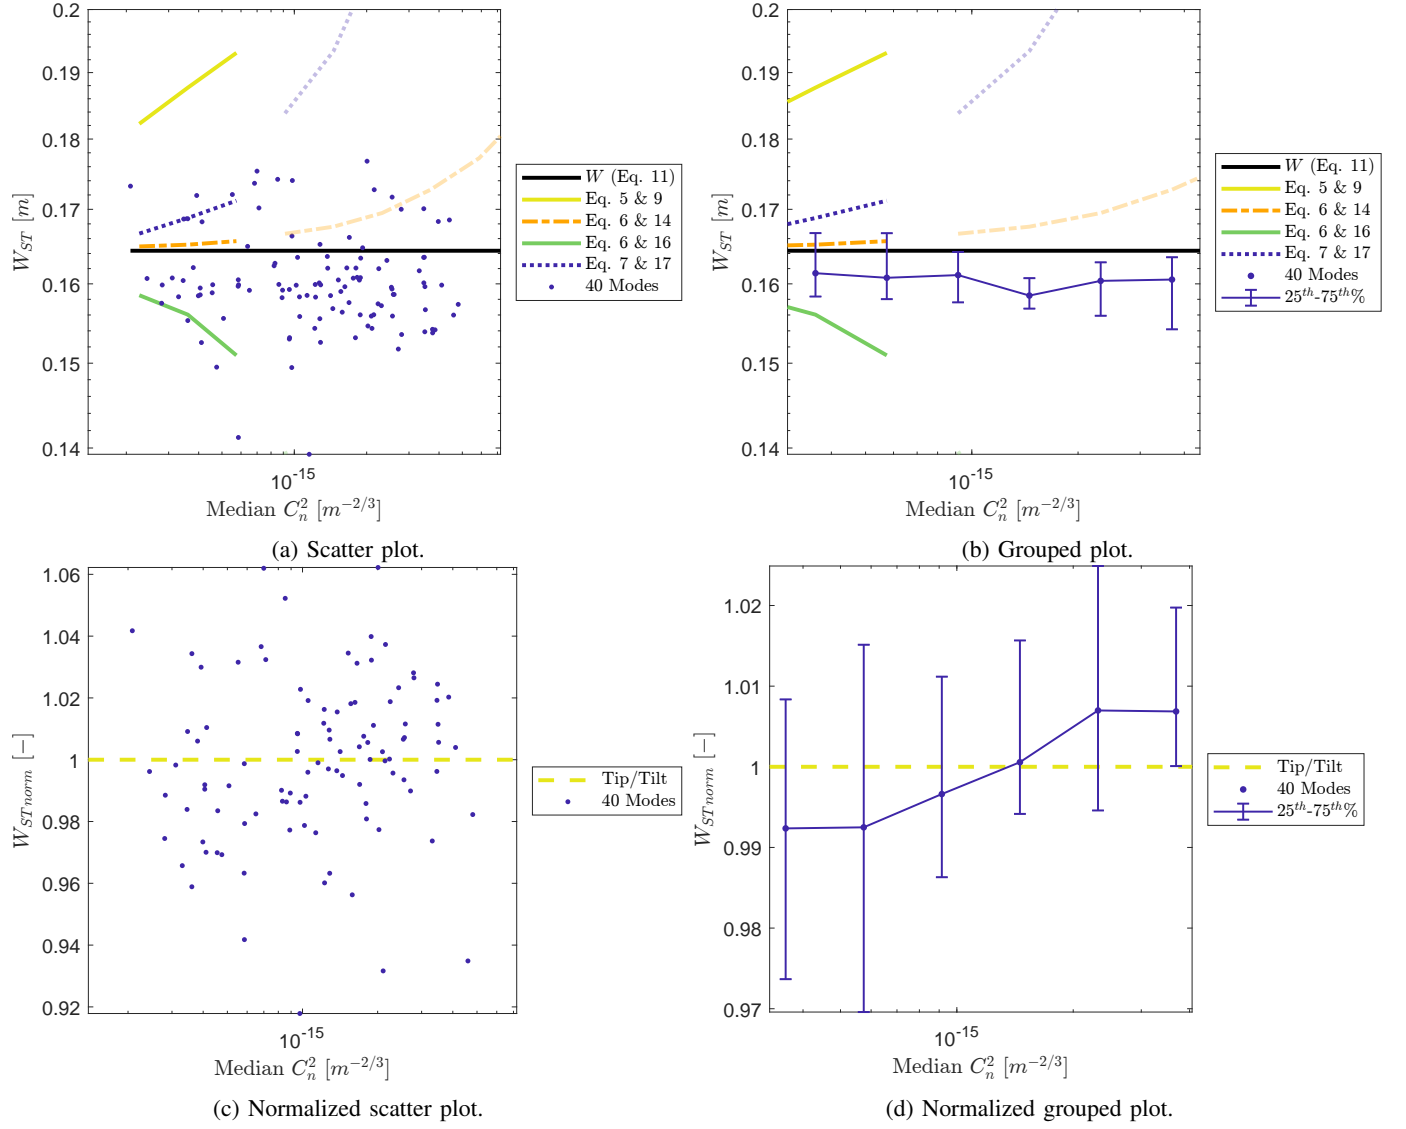 0.2
0.19
0.18
0.17
0.16
0.15
0.14
W_ST [m]
10^-15
Median C_n^2 [m^{-2/3}]
W (Eq. 11)
Eq. 5 & 9
Eq. 6 & 14
Eq. 6 & 16
Eq. 7 & 17
40 Modes
(a) Scatter plot.
0.2
0.19
0.18
0.17
0.16
0.15
0.14
W_ST [m]
10^-15
Median C_n^2 [m^{-2/3}]
W (Eq. 11)
Eq. 5 & 9
Eq. 6 & 14
Eq. 6 & 16
Eq. 7 & 17
40 Modes
25^th-75^th%
(b) Grouped plot.
1.06
1.04
1.02
1
0.98
0.96
0.94
0.92
W_STnorm [−]
10^-15
Median C_n^2 [m^{-2/3}]
Tip/Tilt
40 Modes
(c) Normalized scatter plot.
1.02
1.01
1
0.99
0.98
0.97
W_STnorm [−]
10^-15
Median C_n^2 [m^{-2/3}]
Tip/Tilt
40 Modes
25^th-75^th%
(d) Normalized grouped plot.